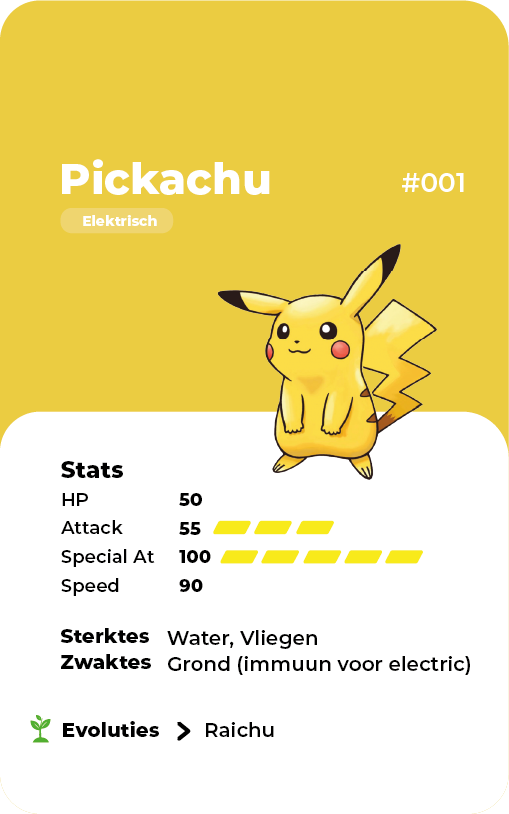 Pickachu
#001
Elektrisch
Stats
HP 50
Attack 55
Special At 100
Speed 90
Sterktes Water, Vliegen
Zwaktes Grond (immuun voor electric)
Evoluties > Raichu